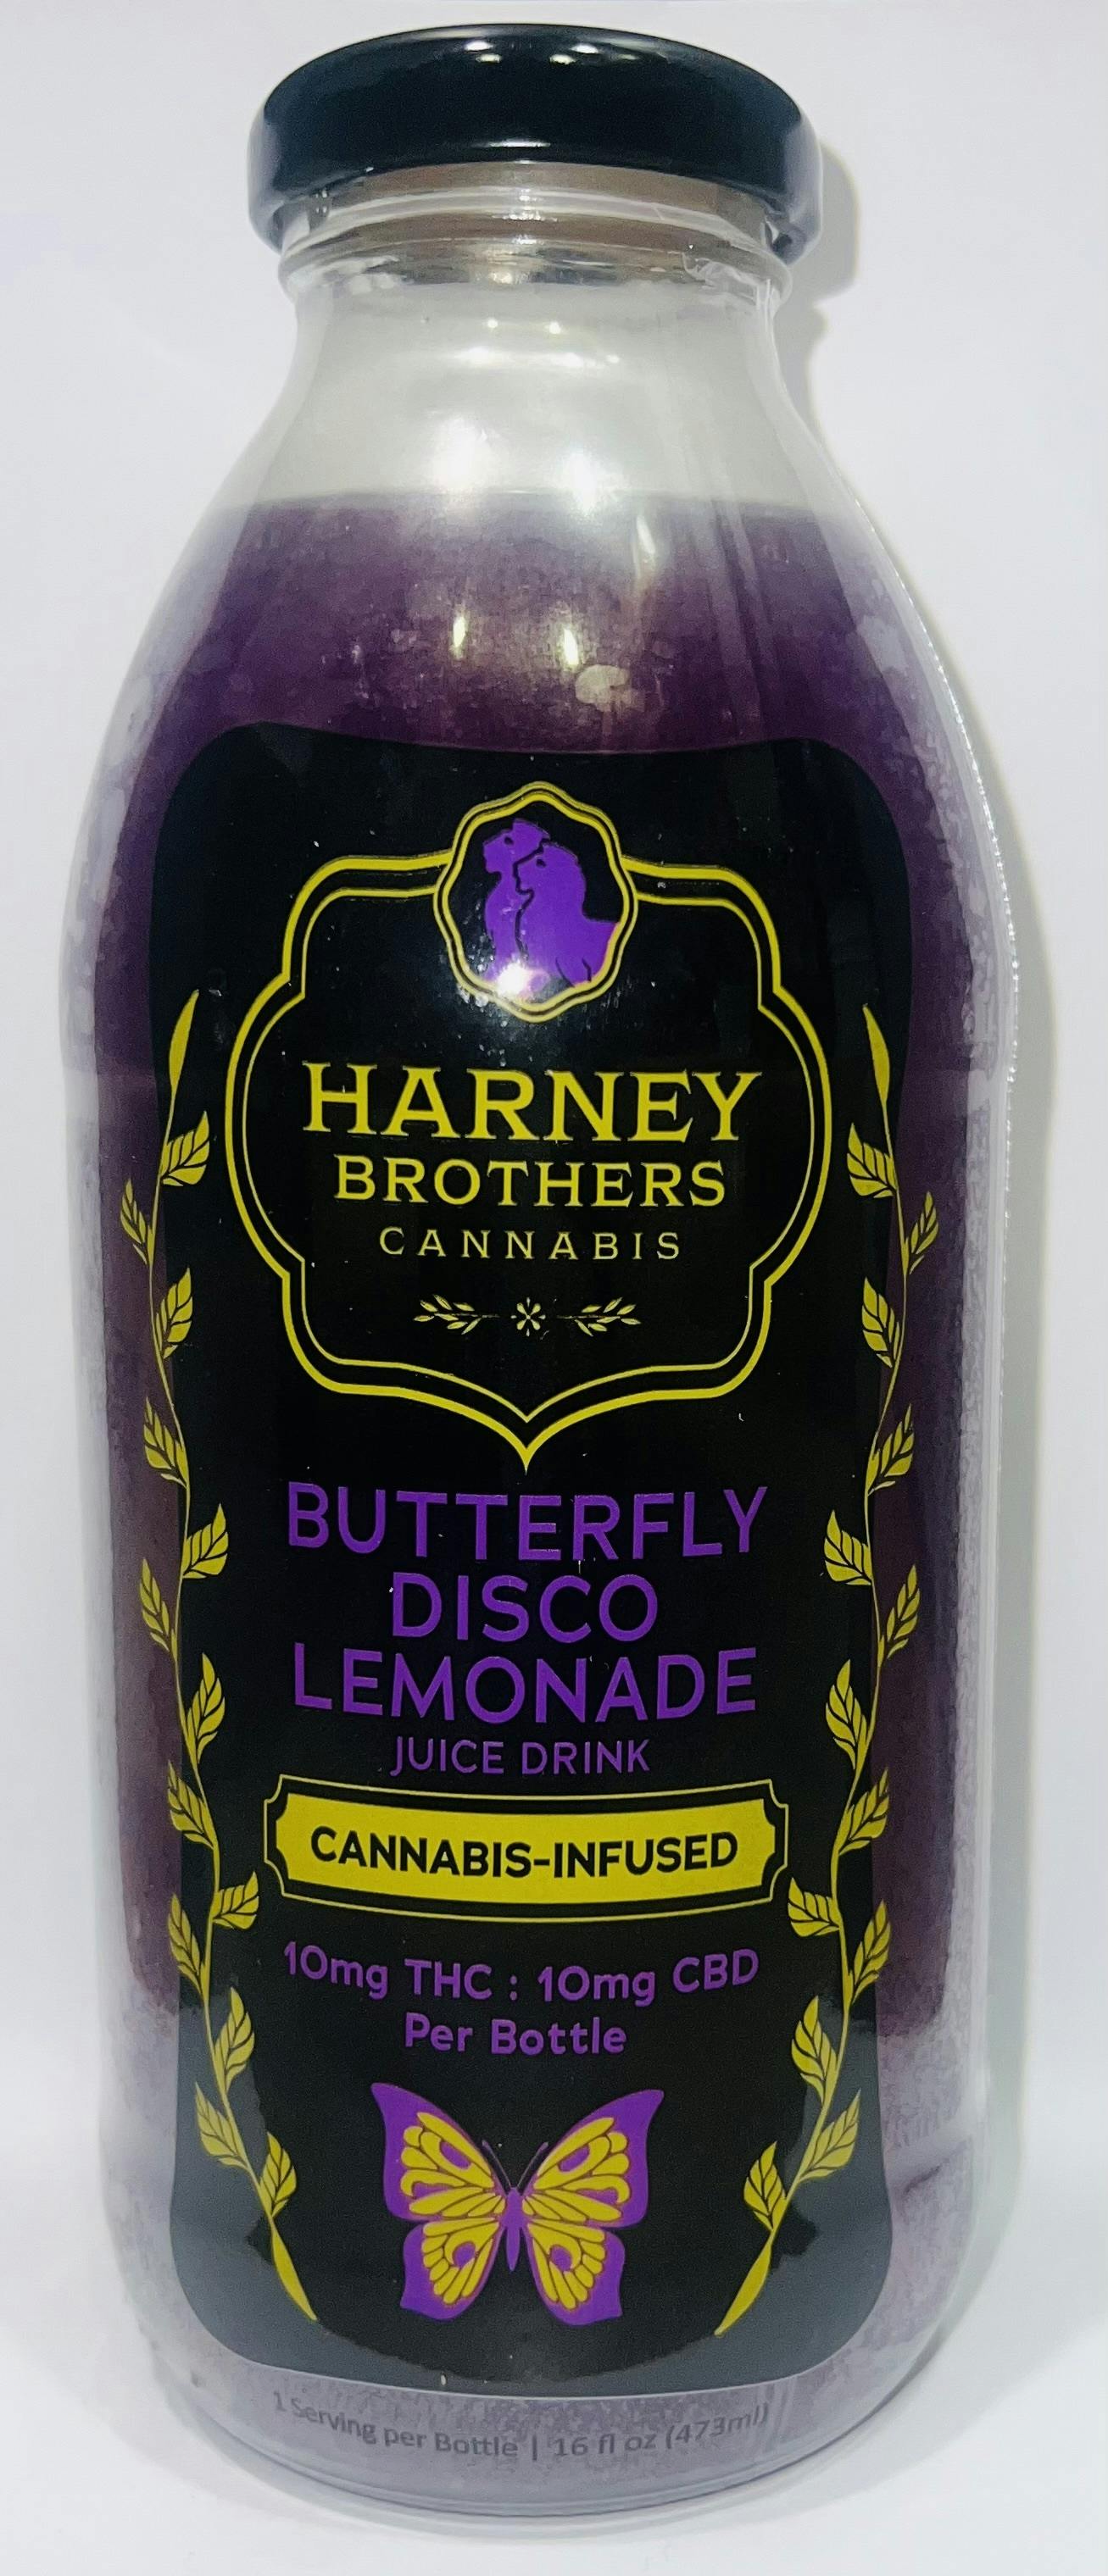 HARNEY
BROTHERS
CANNABIS
BUTTERFLY
DISCO
LEMONADE
JUICE DRINK
CANNABIS-INFUSED
10mg THC : 10mg CBD
Per Bottle
1 Serving per Bottle | 16 fl oz (473ml)